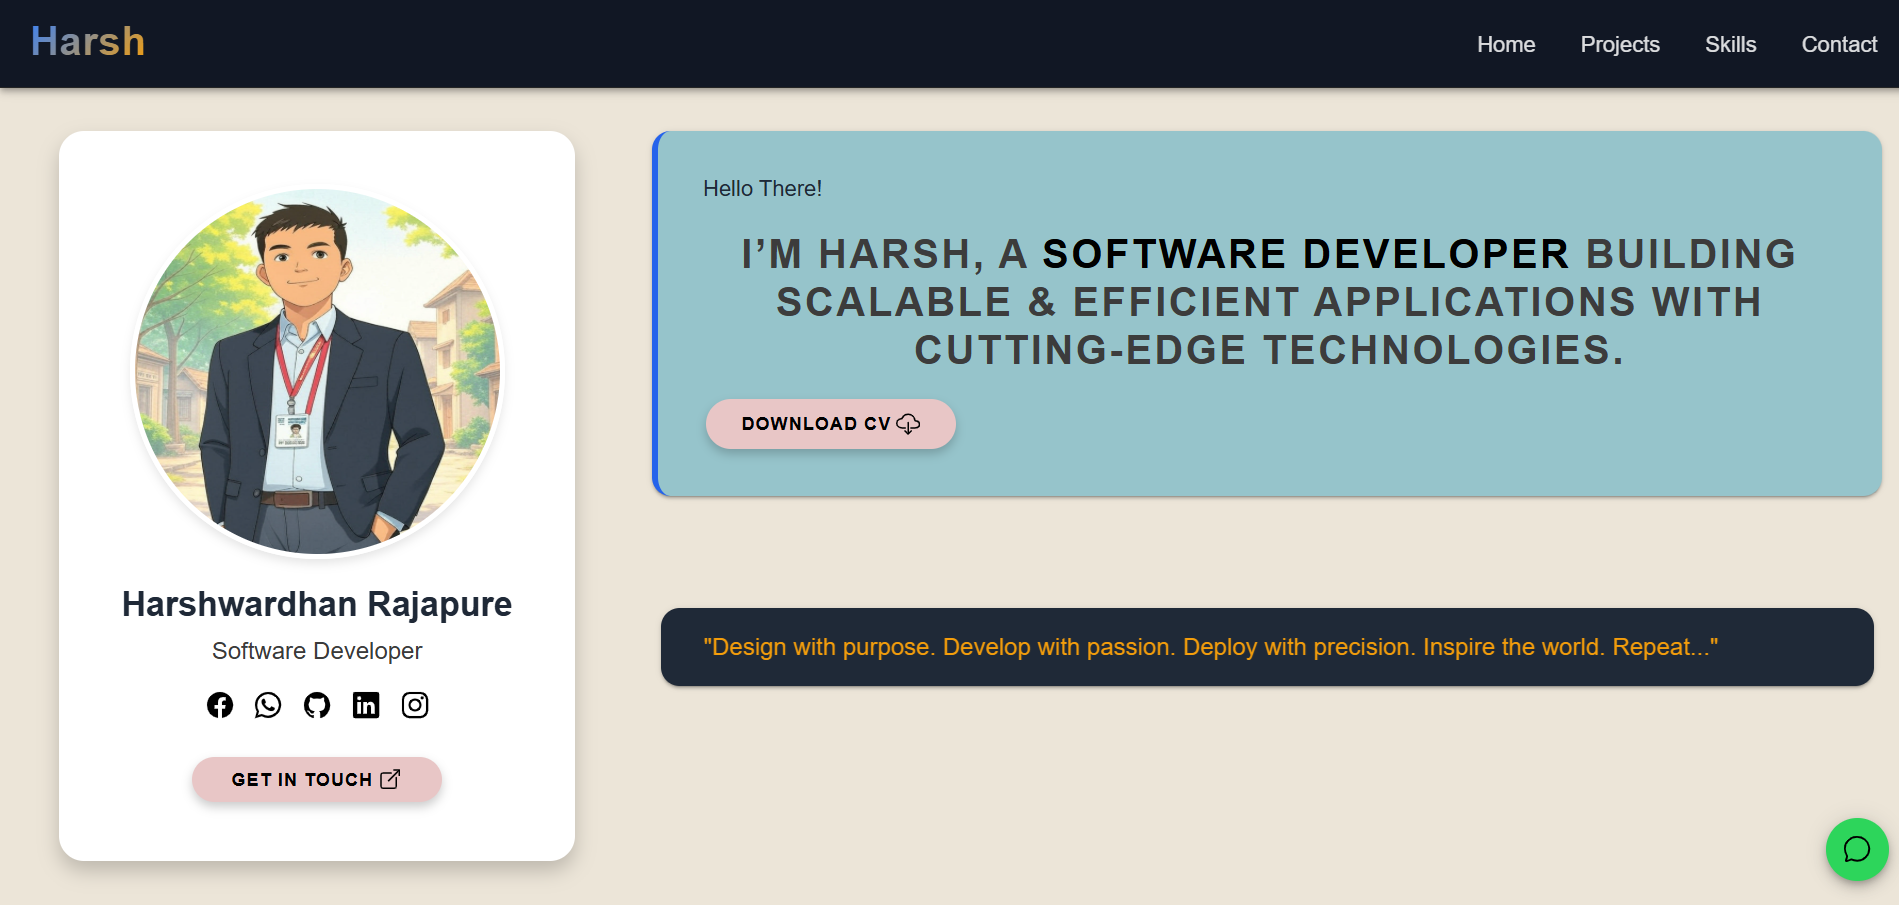 Harsh
Home Projects Skills Contact
Harshwardhan Rajapure
Software Developer
GET IN TOUCH
Hello There!
I’M HARSH, A SOFTWARE DEVELOPER BUILDING
SCALABLE & EFFICIENT APPLICATIONS WITH
CUTTING-EDGE TECHNOLOGIES.
DOWNLOAD CV
"Design with purpose. Develop with passion. Deploy with precision. Inspire the world. Repeat..."